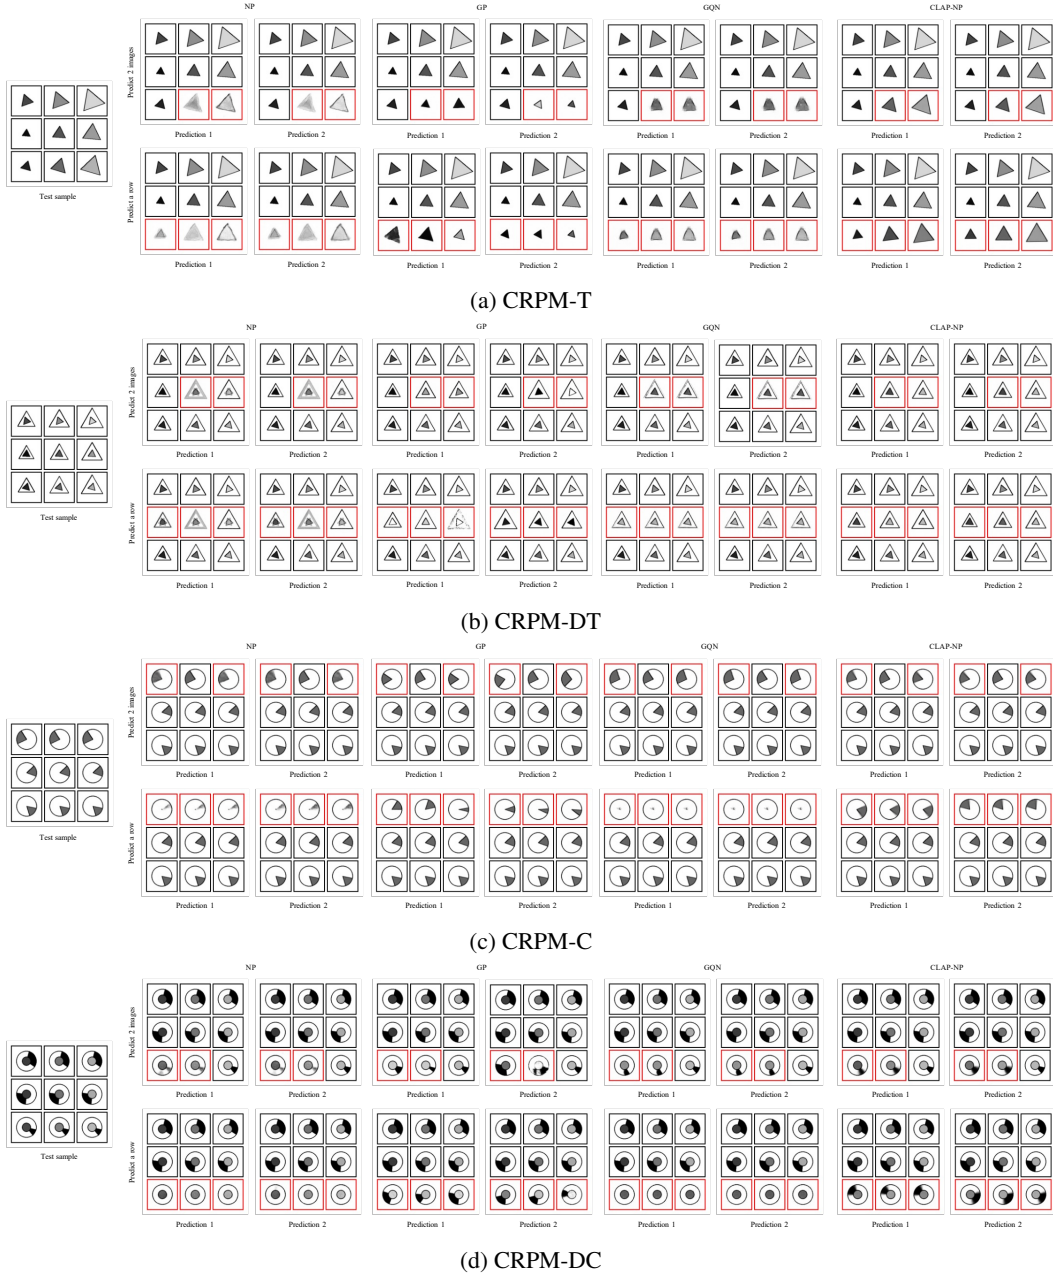 NP GP GQN CLAP-NP
Predict 2 images
Prediction 1 Prediction 2 Prediction 1 Prediction 2 Prediction 1 Prediction 2 Prediction 1 Prediction 2
Test sample
Predict a row
Prediction 1 Prediction 2 Prediction 1 Prediction 2 Prediction 1 Prediction 2 Prediction 1 Prediction 2
(a) CRPM-T
NP GP GQN CLAP-NP
Predict 2 images
Prediction 1 Prediction 2 Prediction 1 Prediction 2 Prediction 1 Prediction 2 Prediction 1 Prediction 2
Test sample
Predict a row
Prediction 1 Prediction 2 Prediction 1 Prediction 2 Prediction 1 Prediction 2 Prediction 1 Prediction 2
(b) CRPM-DT
NP GP GQN CLAP-NP
Predict 2 images
Prediction 1 Prediction 2 Prediction 1 Prediction 2 Prediction 1 Prediction 2 Prediction 1 Prediction 2
Test sample
Predict a row
Prediction 1 Prediction 2 Prediction 1 Prediction 2 Prediction 1 Prediction 2 Prediction 1 Prediction 2
(c) CRPM-C
NP GP GQN CLAP-NP
Predict 2 images
Prediction 1 Prediction 2 Prediction 1 Prediction 2 Prediction 1 Prediction 2 Prediction 1 Prediction 2
Test sample
Predict a row
Prediction 1 Prediction 2 Prediction 1 Prediction 2 Prediction 1 Prediction 2 Prediction 1 Prediction 2
(d) CRPM-DC